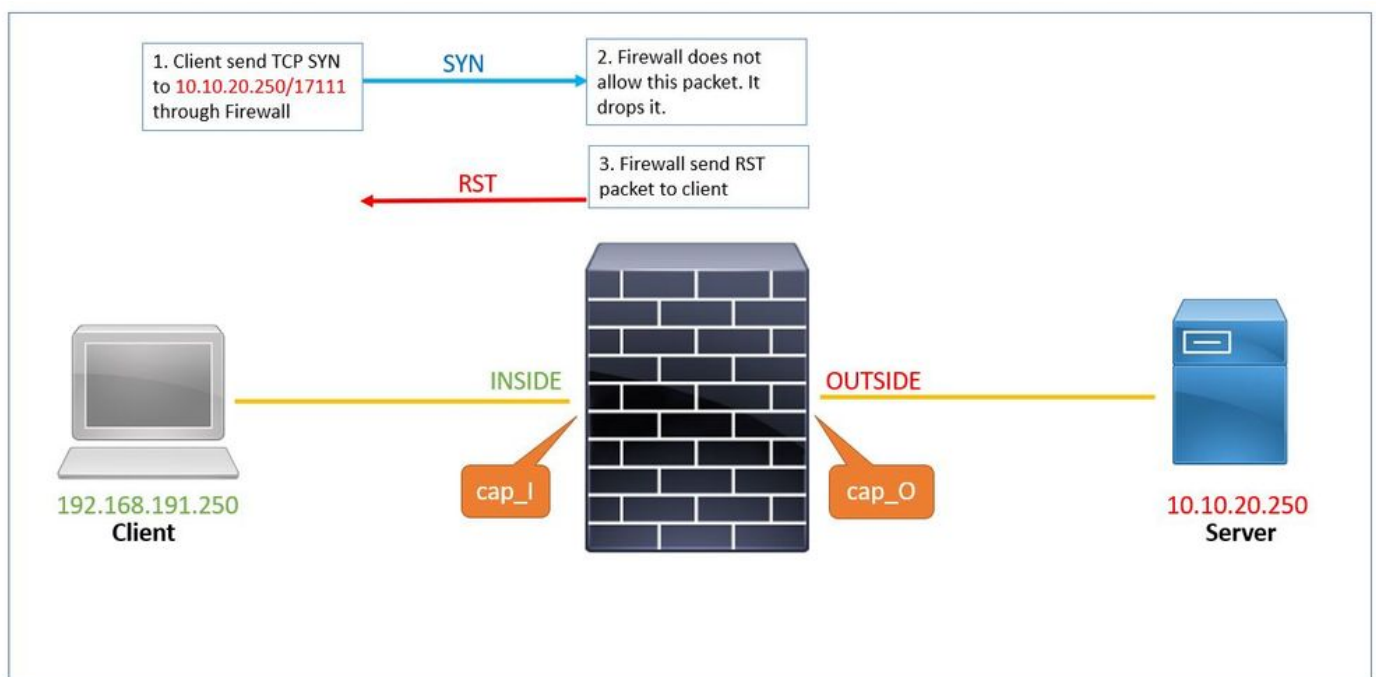 1. Client send TCP SYN
to 10.10.20.250/17111
through Firewall
SYN
2. Firewall does not
allow this packet. It
drops it.
RST
3. Firewall send RST
packet to client
INSIDE
OUTSIDE
cap_I
cap_O
192.168.191.250
Client
10.10.20.250
Server